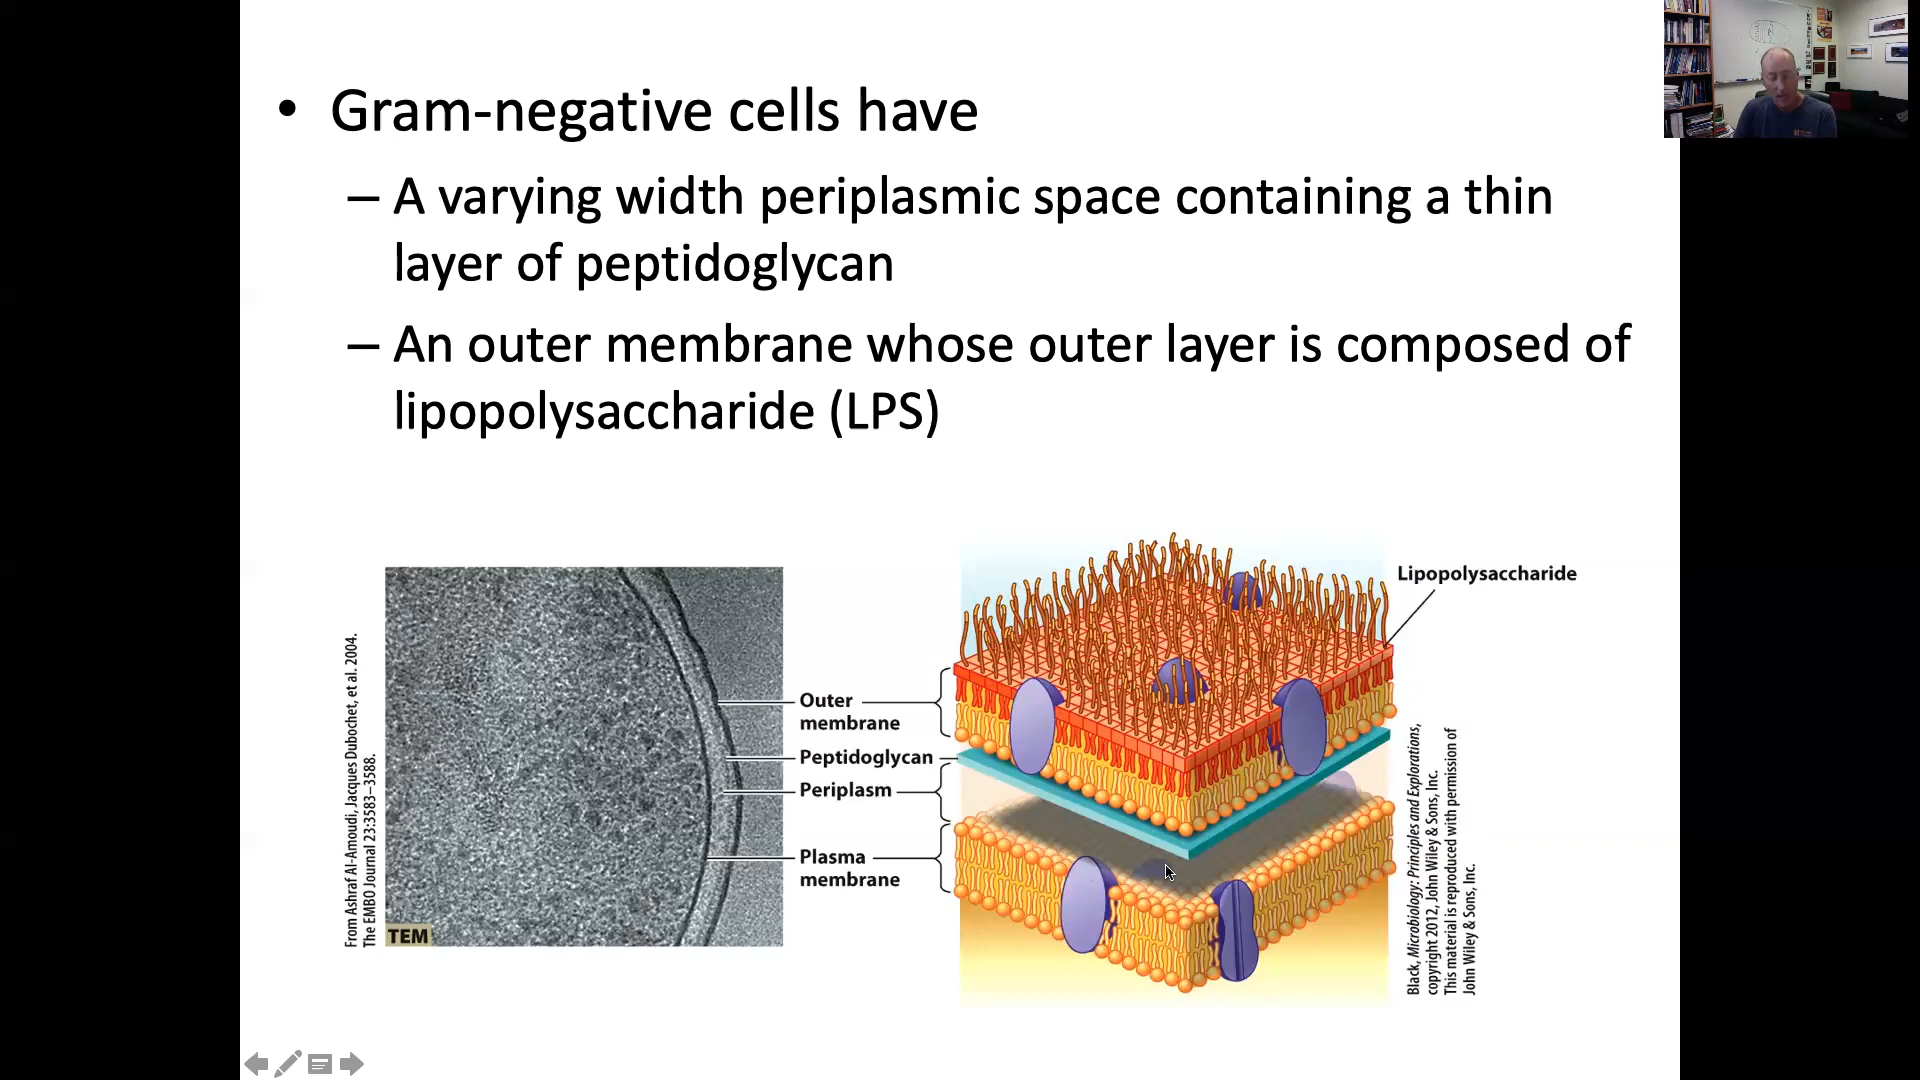 • Gram-negative cells have
– A varying width periplasmic space containing a thin
layer of peptidoglycan
– An outer membrane whose outer layer is composed of
lipopolysaccharide (LPS)
From Ashraf Al-Amoudi, Jacques Dubochet, et al. 2004.
The EMBO Journal 23:3583–3588.
TEM
Outer
membrane
Peptidoglycan
Periplasm
Plasma
membrane
Lipopolysaccharide
Black, Microbiology: Principles and Explorations,
copyright 2012, John Wiley & Sons, Inc.
This material is reproduced with permission of
John Wiley & Sons, Inc.